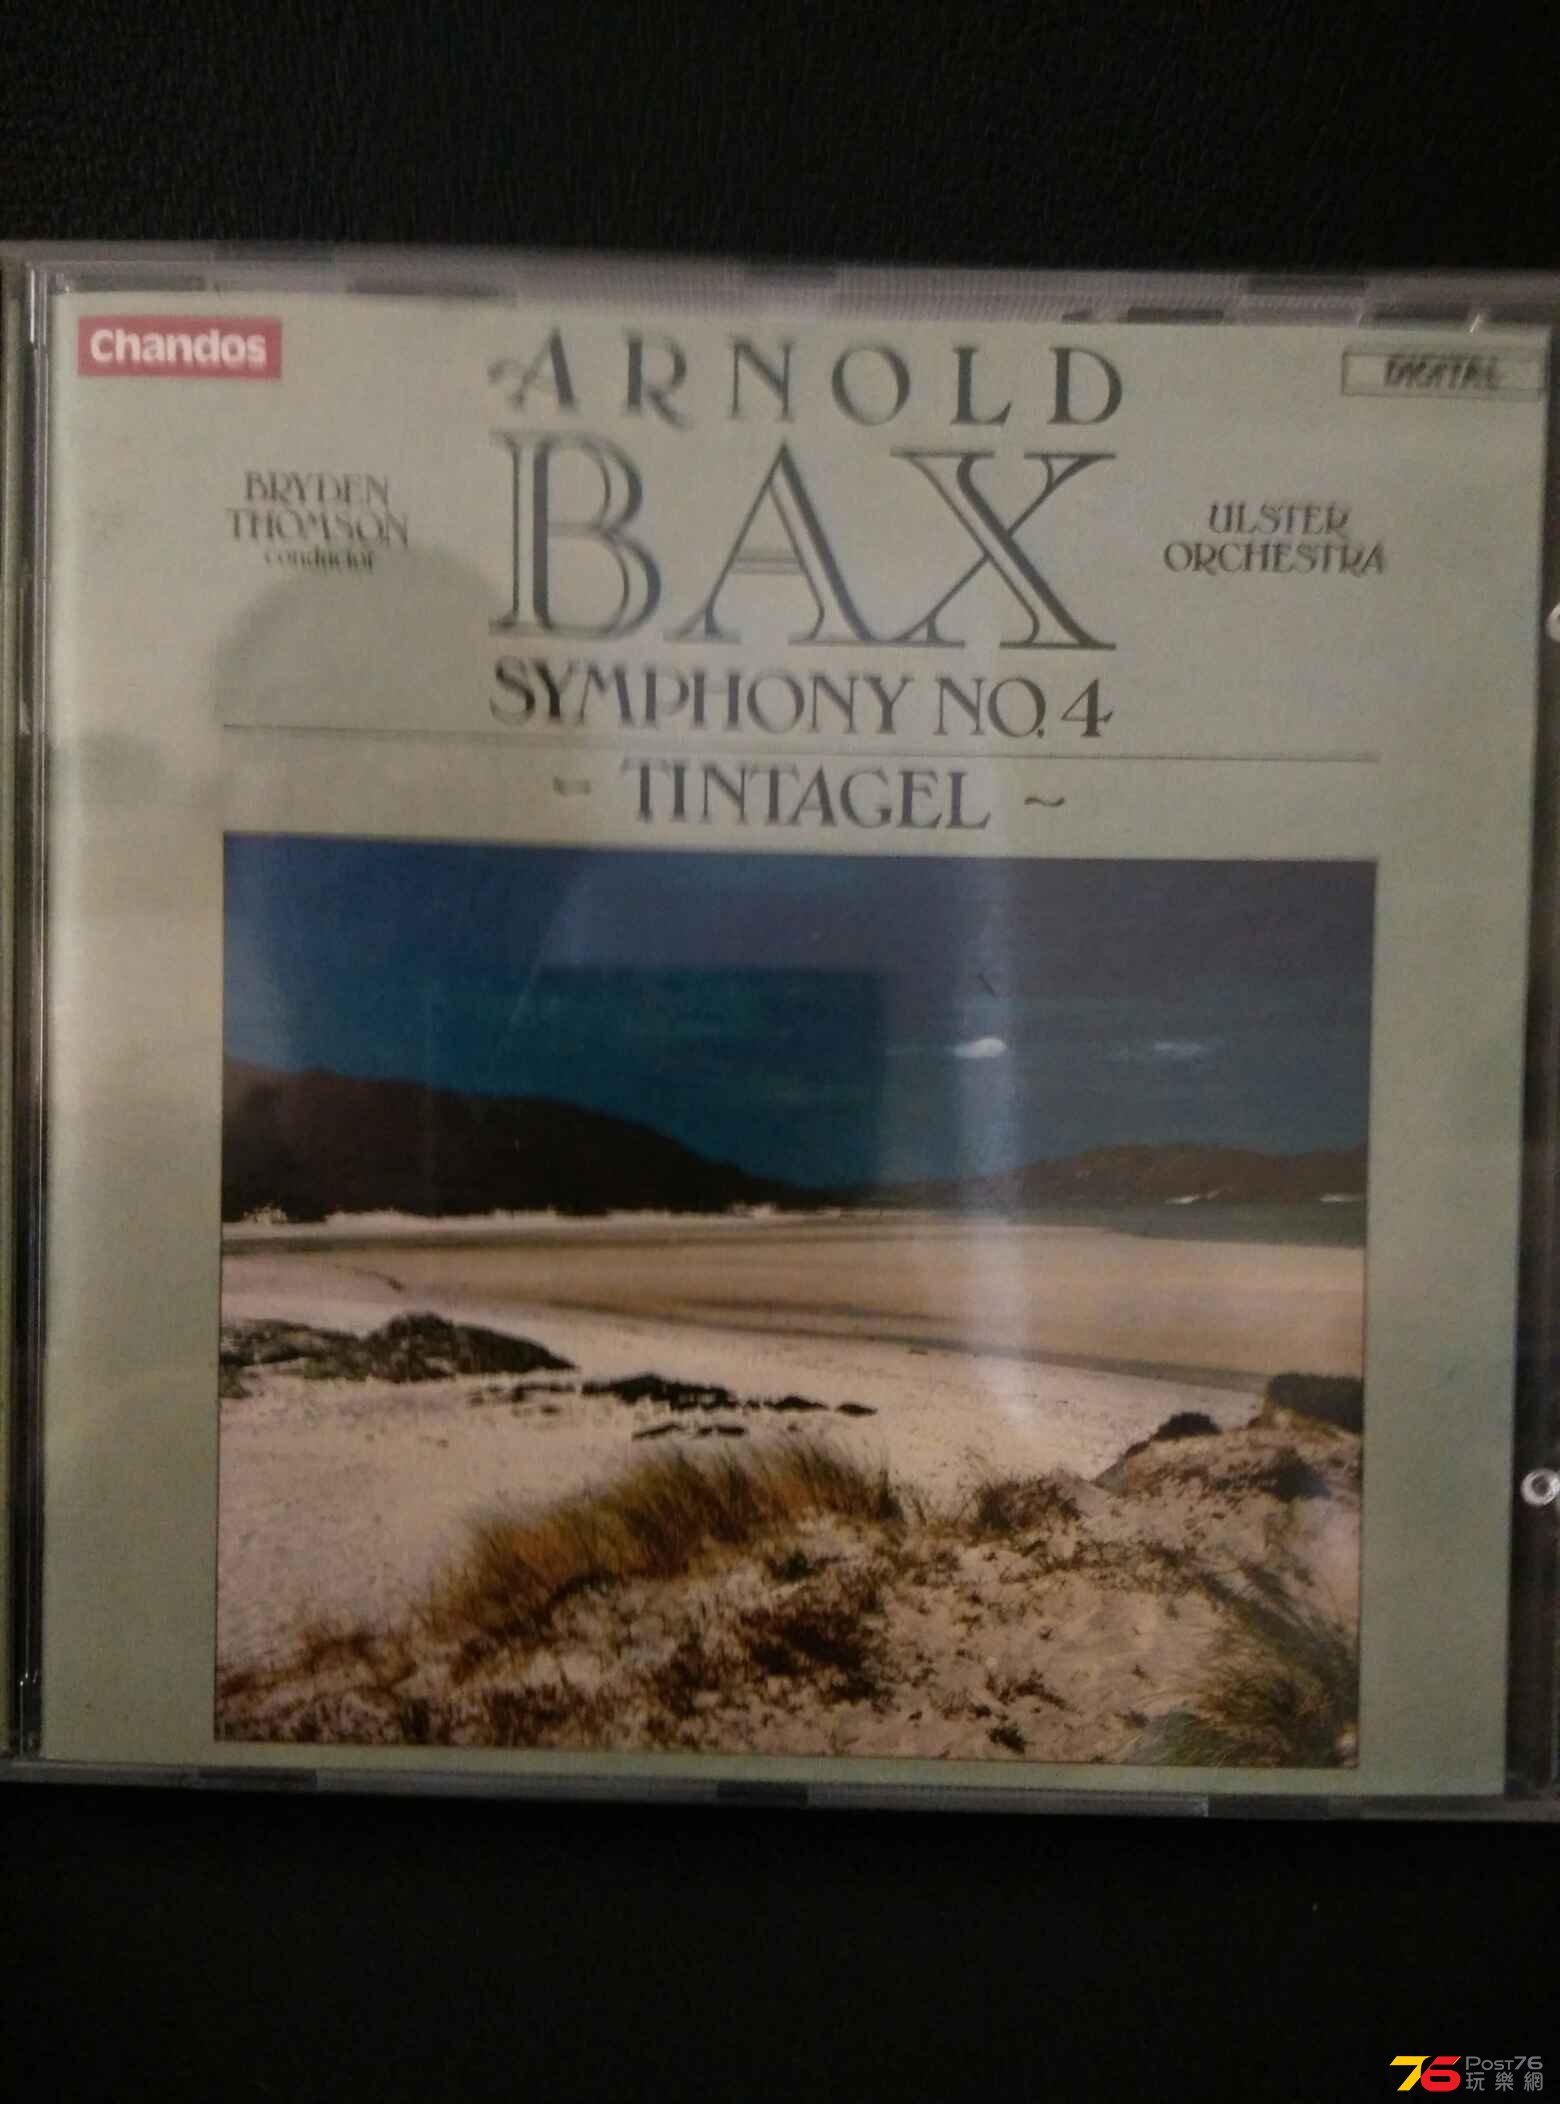 Chandos
DIGITAL
ARNOLD
BAX
BRYDEN
THOMSON
conductor
ULSTER
ORCHESTRA
SYMPHONY NO. 4
~ TINTAGEL ~
76 POST76
玩樂網